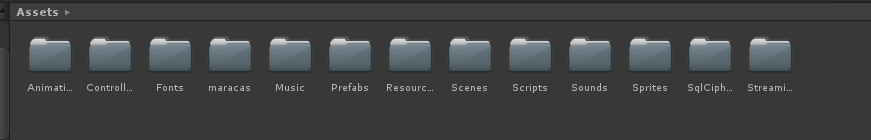 Assets ▸
Animati... Controll... Fonts maracas Music Prefabs Resourc... Scenes Scripts Sounds Sprites SqlCiph... Streami...